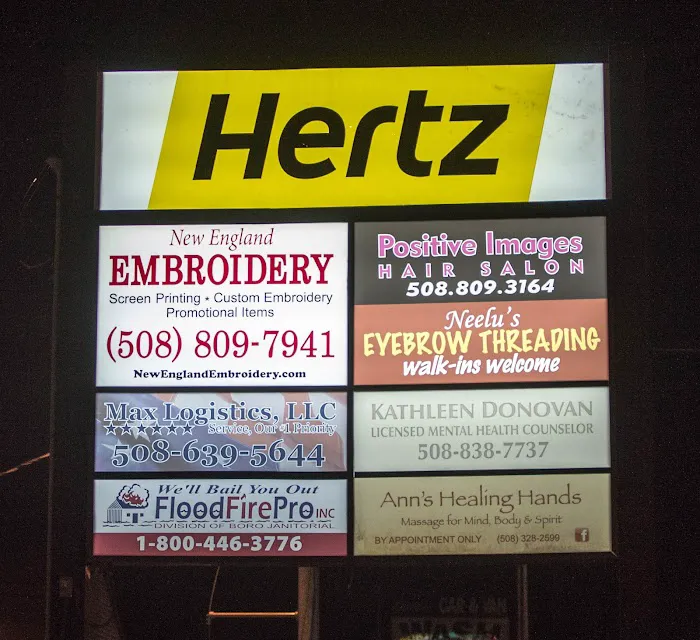 Hertz
New England
EMBROIDERY
Screen Printing • Custom Embroidery
Promotional Items
(508) 809-7941
NewEnglandEmbroidery.com
Positive Images
HAIR SALON
508.809.3164
Neelu's
EYEBROW THREADING
walk-ins welcome
Max Logistics, LLC
Service, Our #1 Priority
508-639-5644
KATHLEEN DONOVAN
LICENSED MENTAL HEALTH COUNSELOR
508-838-7737
We'll Bail You Out
FloodFirePro INC
DIVISION OF BORO JANITORIAL
1-800-446-3776
Ann's Healing Hands
Massage for Mind, Body & Spirit
BY APPOINTMENT ONLY (508) 328-2599 f
CAR & VAN
WASH